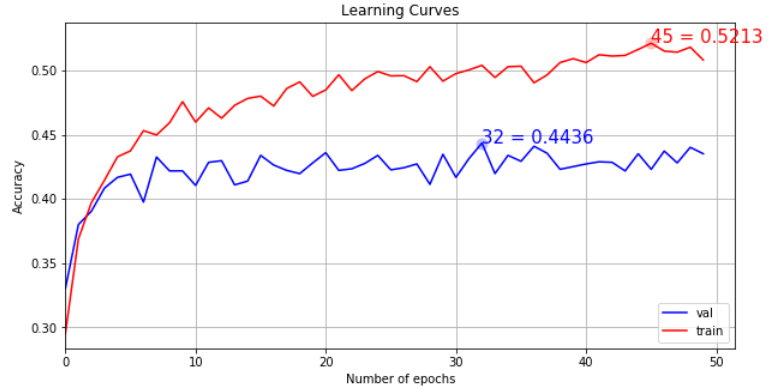 Learning Curves
45 = 0.5213
32 = 0.4436
0.50
0.45
0.40
0.35
0.30
Accuracy
0 10 20 30 40 50
Number of epochs
val
train